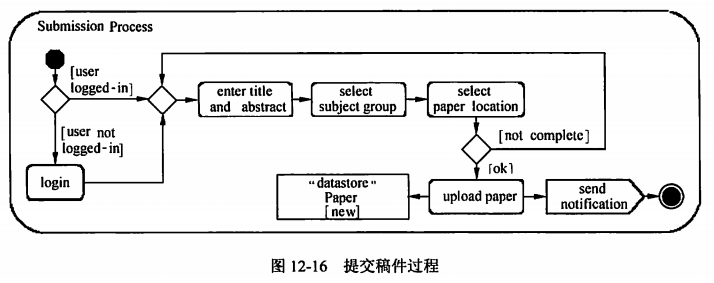 Submission Process
[user
logged-in]
enter title
and abstract
select
subject group
select
paper location
[user not
logged-in]
[not complete]
login
[ok]
"datastore"
Paper
[new]
upload paper
send
notification
图 12-16 提交稿件过程